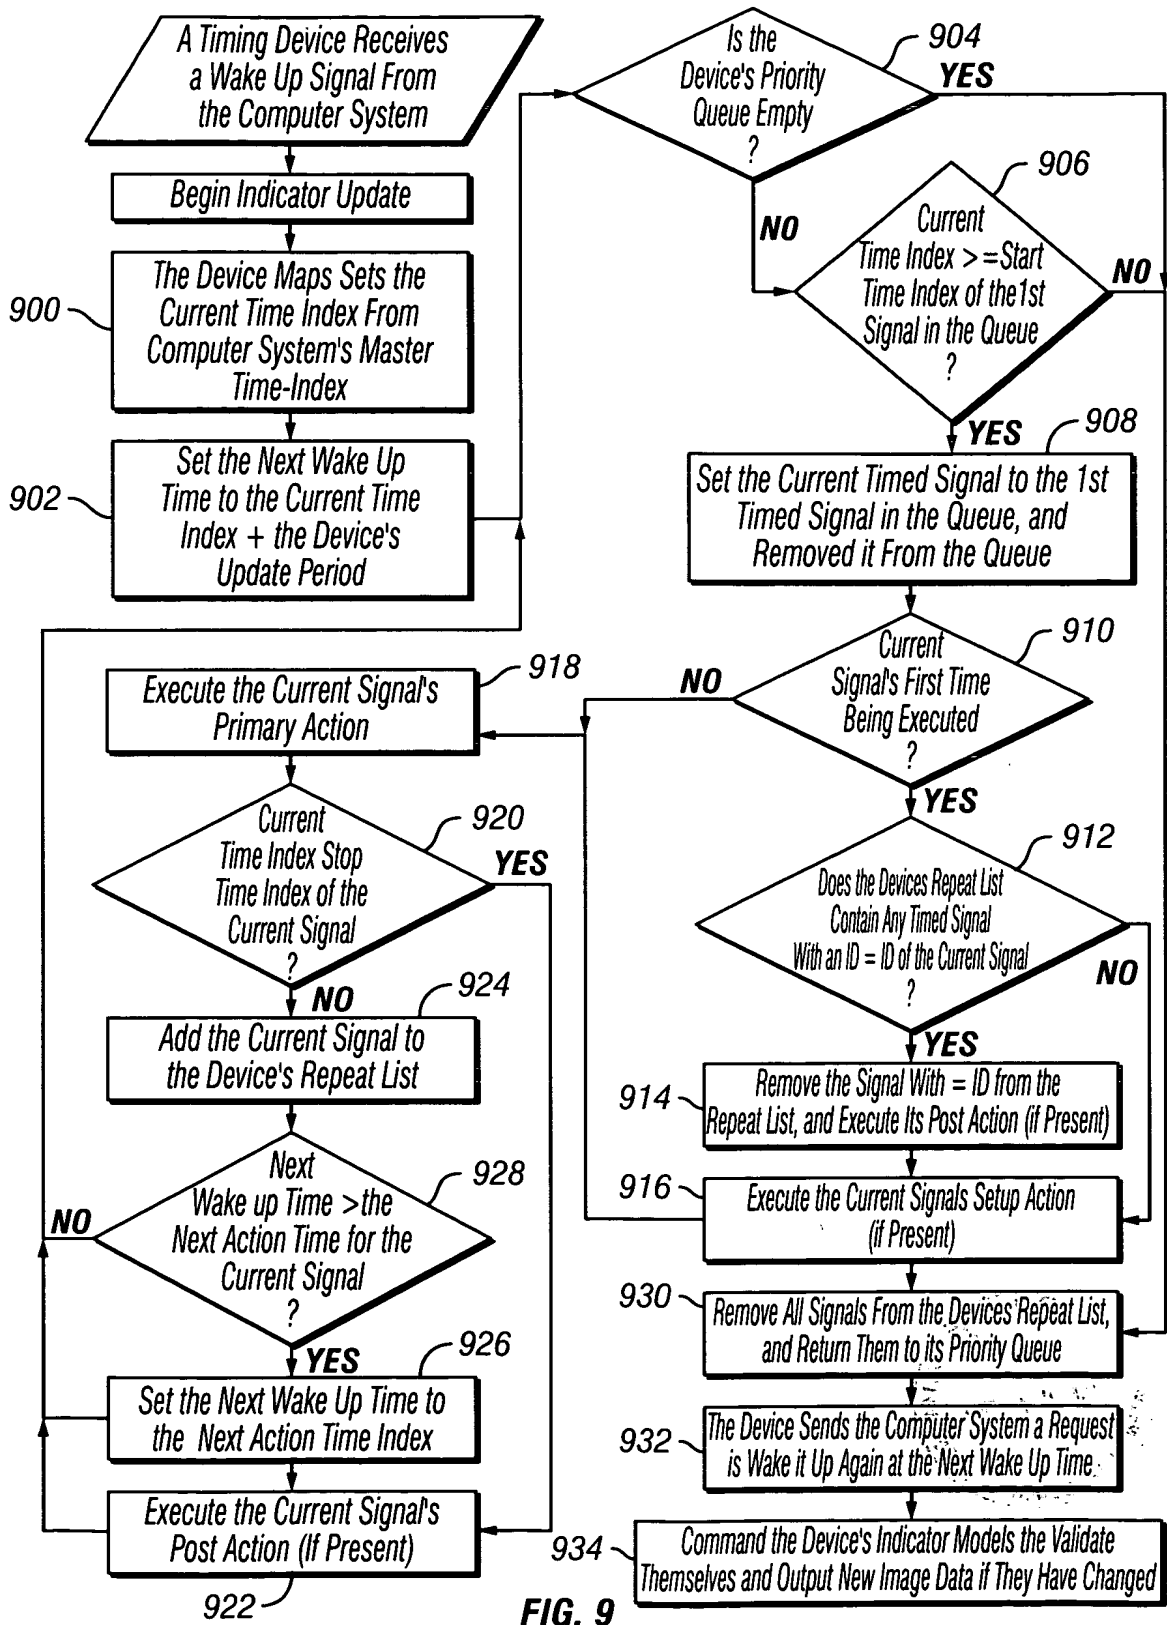 A Timing Device Receives
a Wake Up Signal From
the Computer System
Begin Indicator Update
900
The Device Maps Sets the
Current Time Index From
Computer System's Master
Time-Index
902
Set the Next Wake Up
Time to the Current Time
Index + the Device's
Update Period
904
Is the
Device's Priority
Queue Empty
?
YES
NO
906
Current
Time Index >=Start
Time Index of the 1st
Signal in the Queue
?
NO
YES
908
Set the Current Timed Signal to the 1st
Timed Signal in the Queue, and
Removed it From the Queue
910
Current
Signal's First Time
Being Executed
?
NO
YES
912
Does the Devices Repeat List
Contain Any Timed Signal
With an ID = ID of the Current Signal
?
NO
YES
914
Remove the Signal With = ID from the
Repeat List, and Execute Its Post Action (if Present)
916
Execute the Current Signals Setup Action
(if Present)
918
Execute the Current Signal's
Primary Action
920
Current
Time Index Stop
Time Index of the
Current Signal
?
YES
NO
924
Add the Current Signal to
the Device's Repeat List
928
Next
Wake up Time >the
Next Action Time for the
Current Signal
?
NO
YES
926
Set the Next Wake Up Time to
the Next Action Time Index
Execute the Current Signal's
Post Action (If Present)
922
930
Remove All Signals From the Devices Repeat List,
and Return Them to its Priority Queue
932
The Device Sends the Computer System a Request
is Wake it Up Again at the Next Wake Up Time
934
Command the Device's Indicator Models the Validate
Themselves and Output New Image Data if They Have Changed
FIG. 9